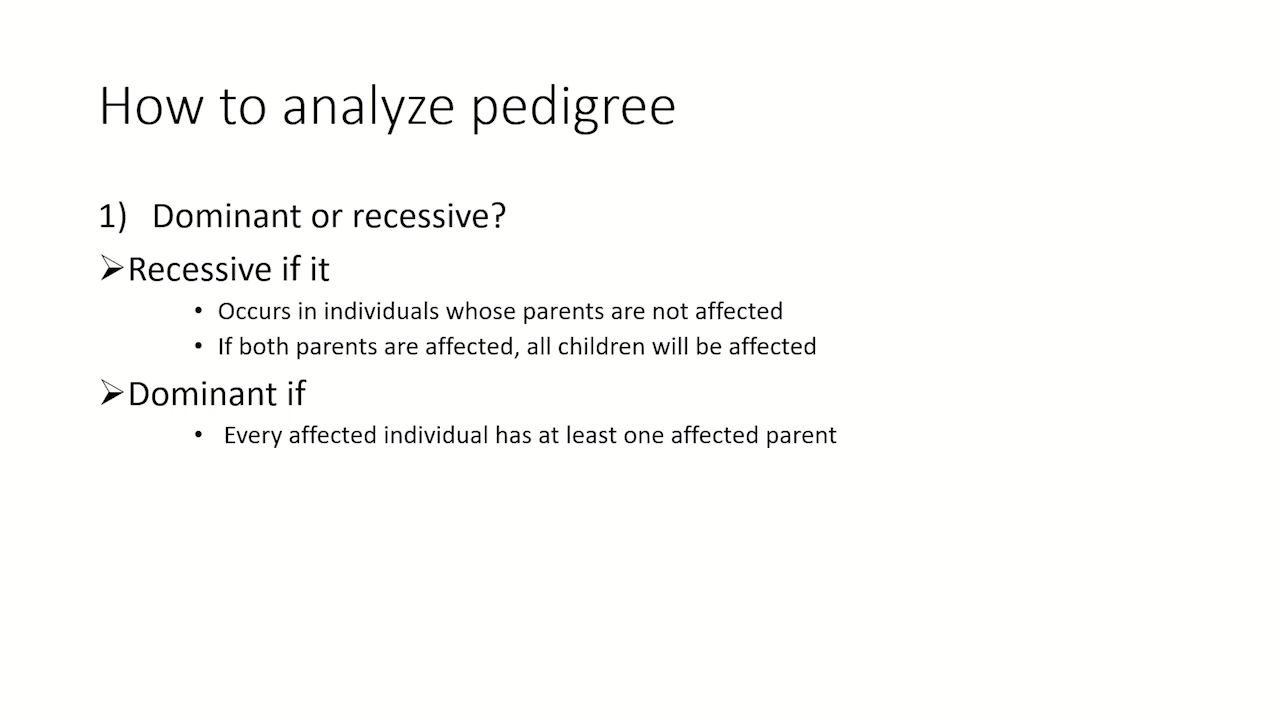 How to analyze pedigree
1) Dominant or recessive?
➢Recessive if it
• Occurs in individuals whose parents are not affected
• If both parents are affected, all children will be affected
➢Dominant if
• Every affected individual has at least one affected parent